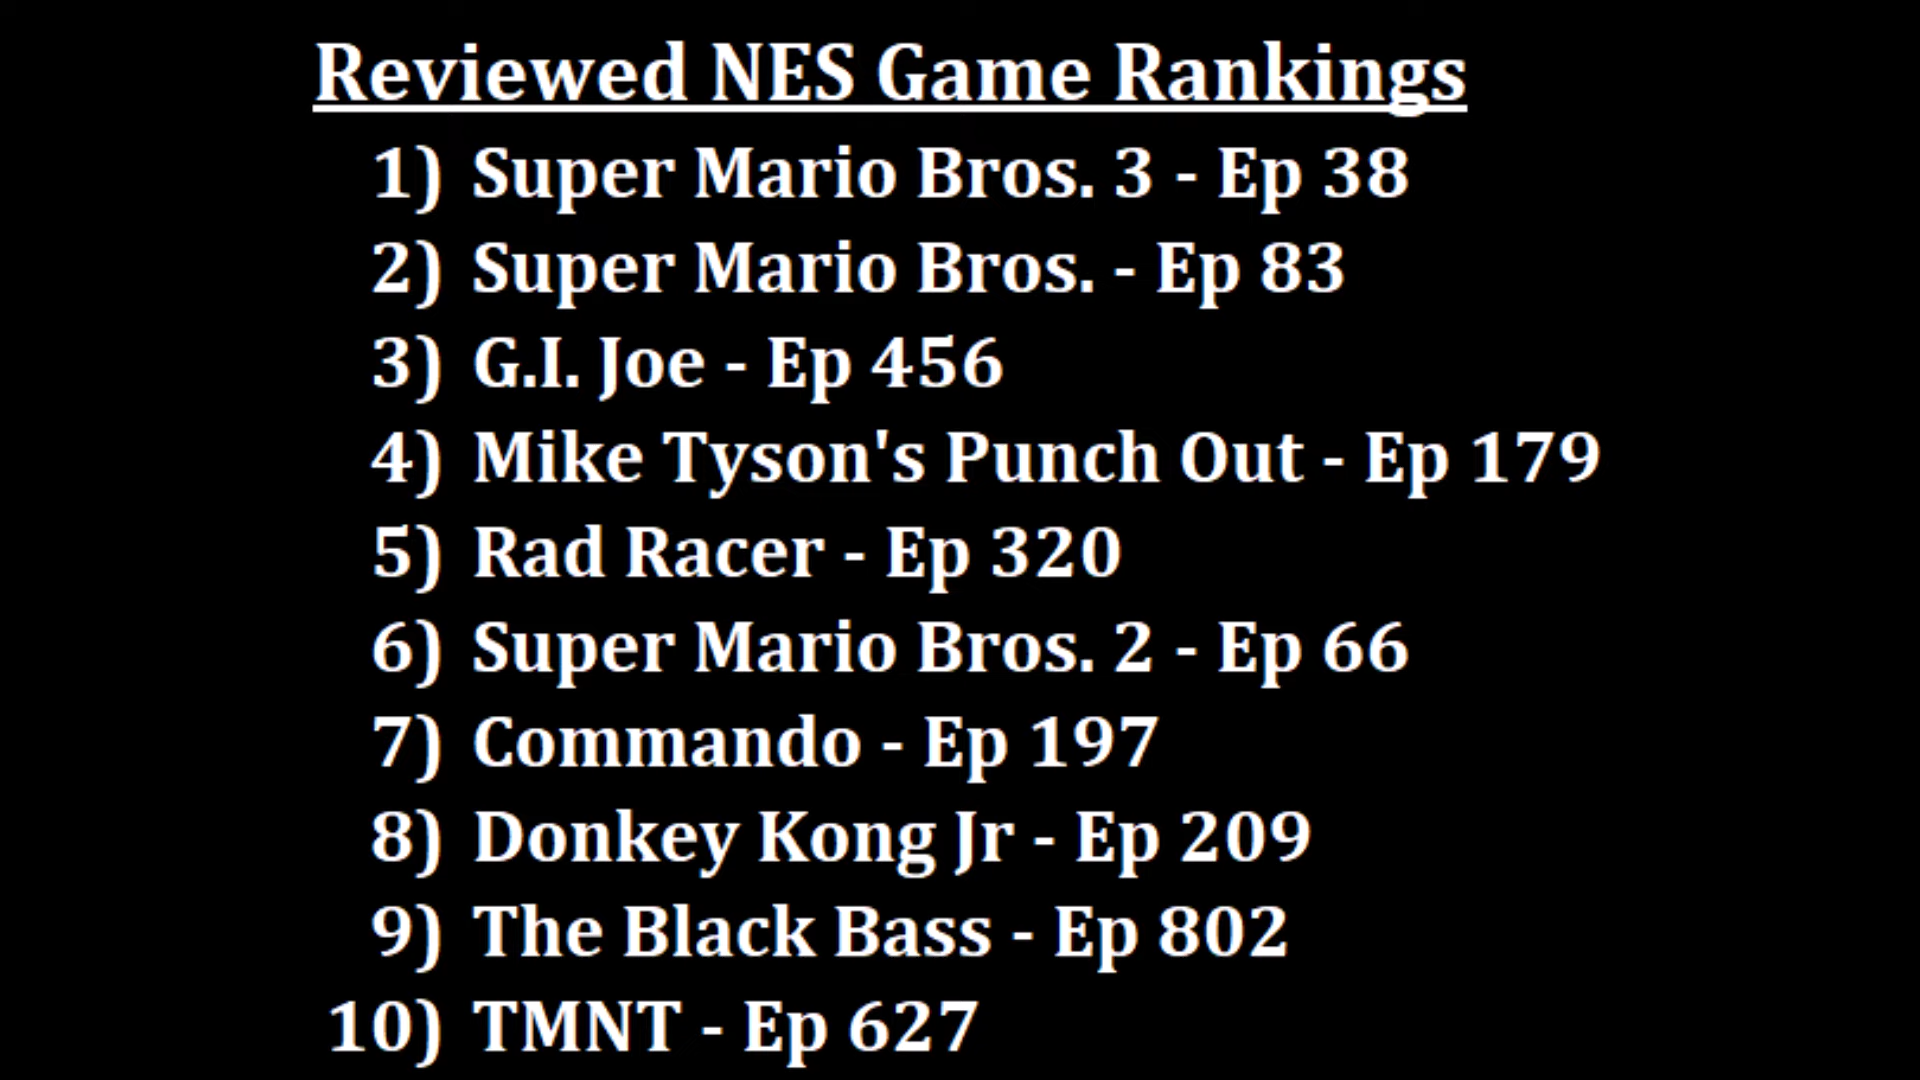 Reviewed NES Game Rankings
1) Super Mario Bros. 3 - Ep 38
2) Super Mario Bros. - Ep 83
3) G.I. Joe - Ep 456
4) Mike Tyson's Punch Out - Ep 179
5) Rad Racer - Ep 320
6) Super Mario Bros. 2 - Ep 66
7) Commando - Ep 197
8) Donkey Kong Jr - Ep 209
9) The Black Bass - Ep 802
10) TMNT - Ep 627